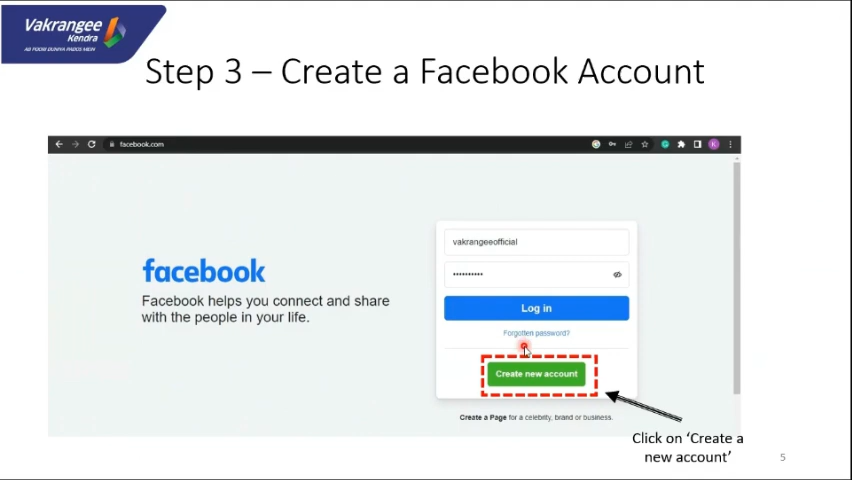 Vakrangee
Kendra
AB POORI DUNIYA PADOS MEIN
Step 3 – Create a Facebook Account
facebook.com
K
vakrangeeofficial
••••••••••
facebook
Log in
Facebook helps you connect and share
with the people in your life.
Forgotten password?
Create new account
Create a Page for a celebrity, brand or business.
Click on ‘Create a
new account’
5